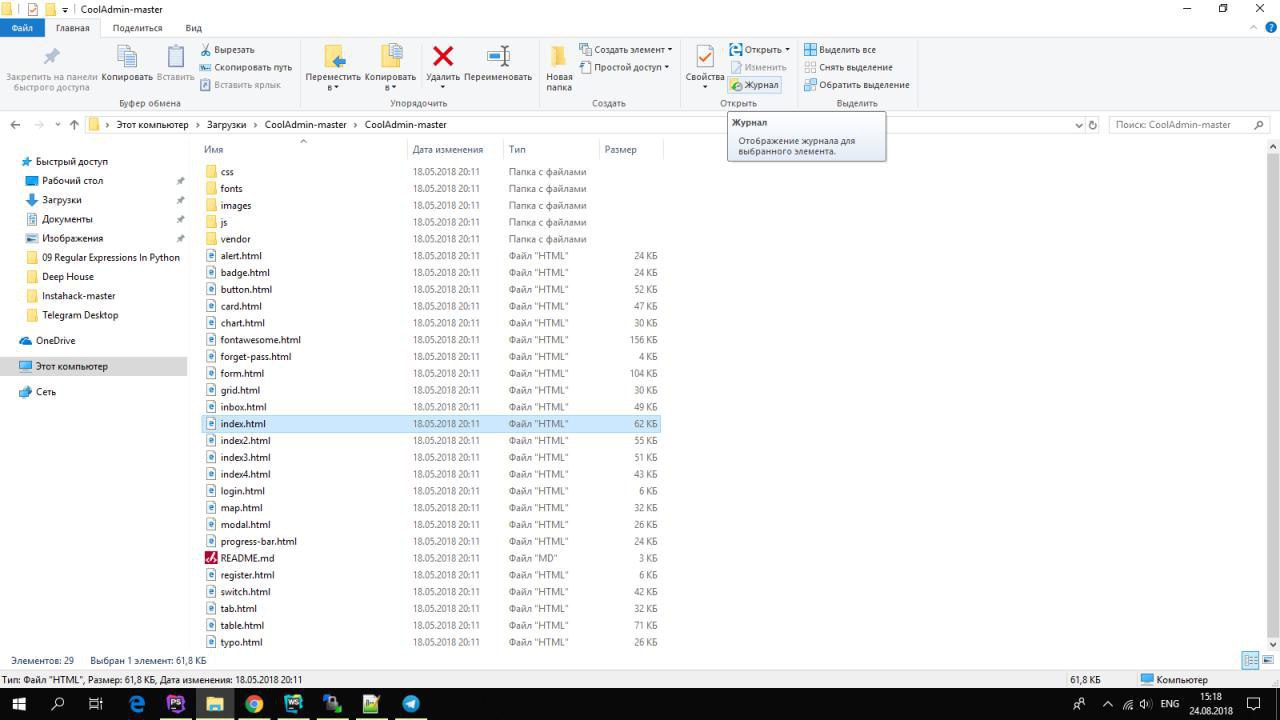 CoolAdmin-master
Файл Главная Поделиться Вид
Закрепить на панели быстрого доступа
Копировать
Вставить
Вырезать
Скопировать путь
Вставить ярлык
Буфер обмена
Переместить в
Копировать в
Удалить
Переименовать
Упорядочить
Новая папка
Создать элемент
Простой доступ
Создать
Свойства
Открыть
Изменить
Журнал
Открыть
Выделить все
Снять выделение
Обратить выделение
Выделить
Этот компьютер > Загрузки > CoolAdmin-master > CoolAdmin-master
Поиск: CoolAdmin-master
Журнал
Отображение журнала для
выбранного элемента.
Быстрый доступ
Рабочий стол
Загрузки
Документы
Изображения
09 Regular Expressions In Python
Deep House
Instahack-master
Telegram Desktop
OneDrive
Этот компьютер
Сеть
Имя Дата изменения Тип Размер
css 18.05.2018 20:11 Папка с файлами
fonts 18.05.2018 20:11 Папка с файлами
images 18.05.2018 20:11 Папка с файлами
js 18.05.2018 20:11 Папка с файлами
vendor 18.05.2018 20:11 Папка с файлами
alert.html 18.05.2018 20:11 Файл "HTML" 24 КБ
badge.html 18.05.2018 20:11 Файл "HTML" 24 КБ
button.html 18.05.2018 20:11 Файл "HTML" 52 КБ
card.html 18.05.2018 20:11 Файл "HTML" 47 КБ
chart.html 18.05.2018 20:11 Файл "HTML" 30 КБ
fontawesome.html 18.05.2018 20:11 Файл "HTML" 156 КБ
forget-pass.html 18.05.2018 20:11 Файл "HTML" 4 КБ
form.html 18.05.2018 20:11 Файл "HTML" 104 КБ
grid.html 18.05.2018 20:11 Файл "HTML" 30 КБ
inbox.html 18.05.2018 20:11 Файл "HTML" 49 КБ
index.html 18.05.2018 20:11 Файл "HTML" 62 КБ
index2.html 18.05.2018 20:11 Файл "HTML" 55 КБ
index3.html 18.05.2018 20:11 Файл "HTML" 51 КБ
index4.html 18.05.2018 20:11 Файл "HTML" 43 КБ
login.html 18.05.2018 20:11 Файл "HTML" 6 КБ
map.html 18.05.2018 20:11 Файл "HTML" 32 КБ
modal.html 18.05.2018 20:11 Файл "HTML" 26 КБ
progress-bar.html 18.05.2018 20:11 Файл "HTML" 24 КБ
README.md 18.05.2018 20:11 Файл "MD" 3 КБ
register.html 18.05.2018 20:11 Файл "HTML" 6 КБ
switch.html 18.05.2018 20:11 Файл "HTML" 42 КБ
tab.html 18.05.2018 20:11 Файл "HTML" 32 КБ
table.html 18.05.2018 20:11 Файл "HTML" 71 КБ
typo.html 18.05.2018 20:11 Файл "HTML" 26 КБ
Элементов: 29 Выбран 1 элемент: 61,8 КБ
Тип: Файл "HTML", Размер: 61,8 КБ, Дата изменения: 18.05.2018 20:11 61,8 КБ Компьютер
PS WS ENG 15:18
24.08.2018